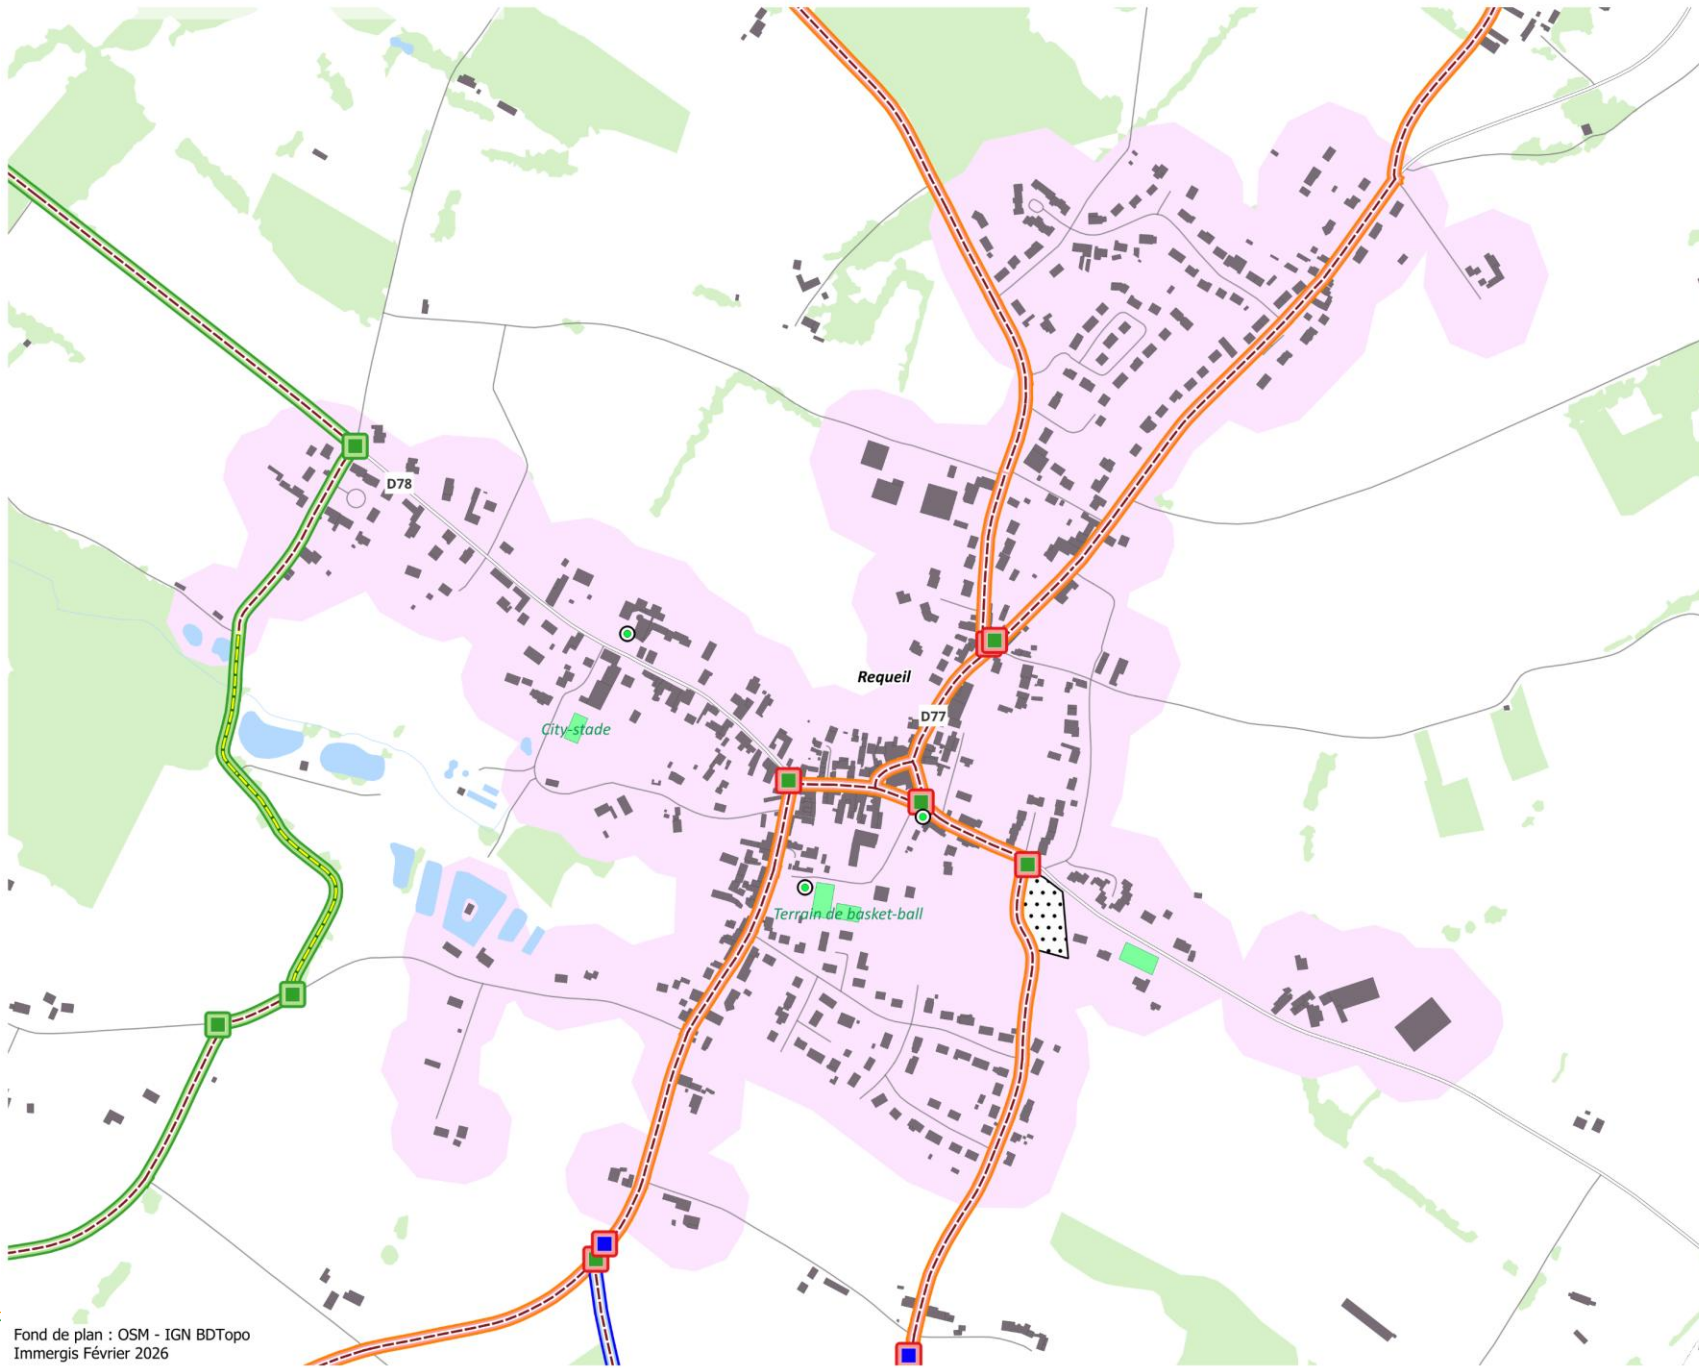 D78
Requeil
D77
City-stade
Terrain de basket-ball
Fond de plan : OSM - IGN BDTopo
Immergis Février 2026